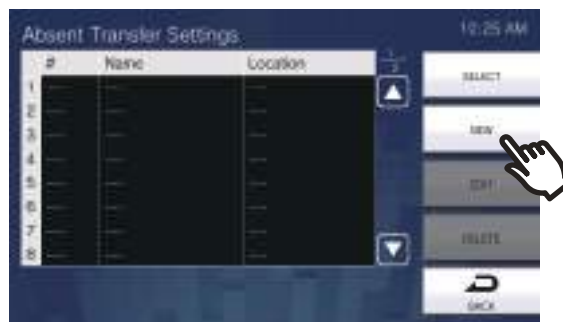 Absent Transfer Settings
10:25 AM
# Name Location
1 ---- ---- ----
2 ---- ---- ----
3 ---- ---- ----
4 ---- ---- ----
5 ---- ---- ----
6 ---- ---- ----
7 ---- ---- ----
8 ---- ---- ----
SELECT
NEW
EDIT
DELETE
BACK